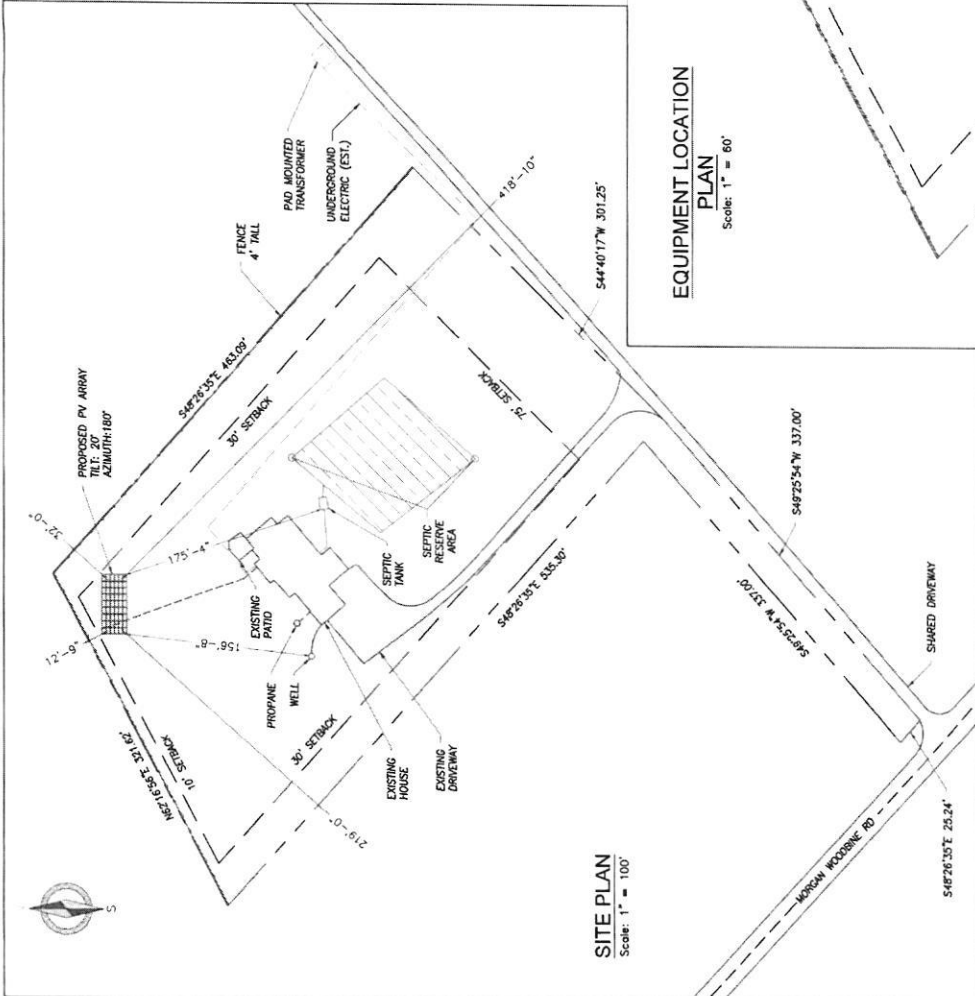 PAD MOUNTED
TRANSFORMER
UNDERGROUND
ELECTRIC (EST.)
FENCE
4' TALL
PROPOSED PV ARRAY
TILT: 20°
AZIMUTH:180°
32'-0"
S48°26'35"E 463.09'
30' SETBACK
418'-10"
12'-9"
175'-4"
EXISTING
PATIO
156'-8"
PROPANE
WELL
SEPTIC
TANK
SEPTIC
RESERVE
AREA
75' SETBACK
S44°40'17"W 301.25'
N62°16'56"E 321.62'
10' SETBACK
30' SETBACK
S48°26'35"E 535.30'
EXISTING
HOUSE
EXISTING
DRIVEWAY
219'-0"
S49°25'54"W 337.00'
S49°25'54"W 337.00'
SHARED DRIVEWAY
MORGAN WOODBINE RD
S48°26'35"E 25.24'
S
SITE PLAN
Scale: 1" = 100'
EQUIPMENT LOCATION
PLAN
Scale: 1" = 60'